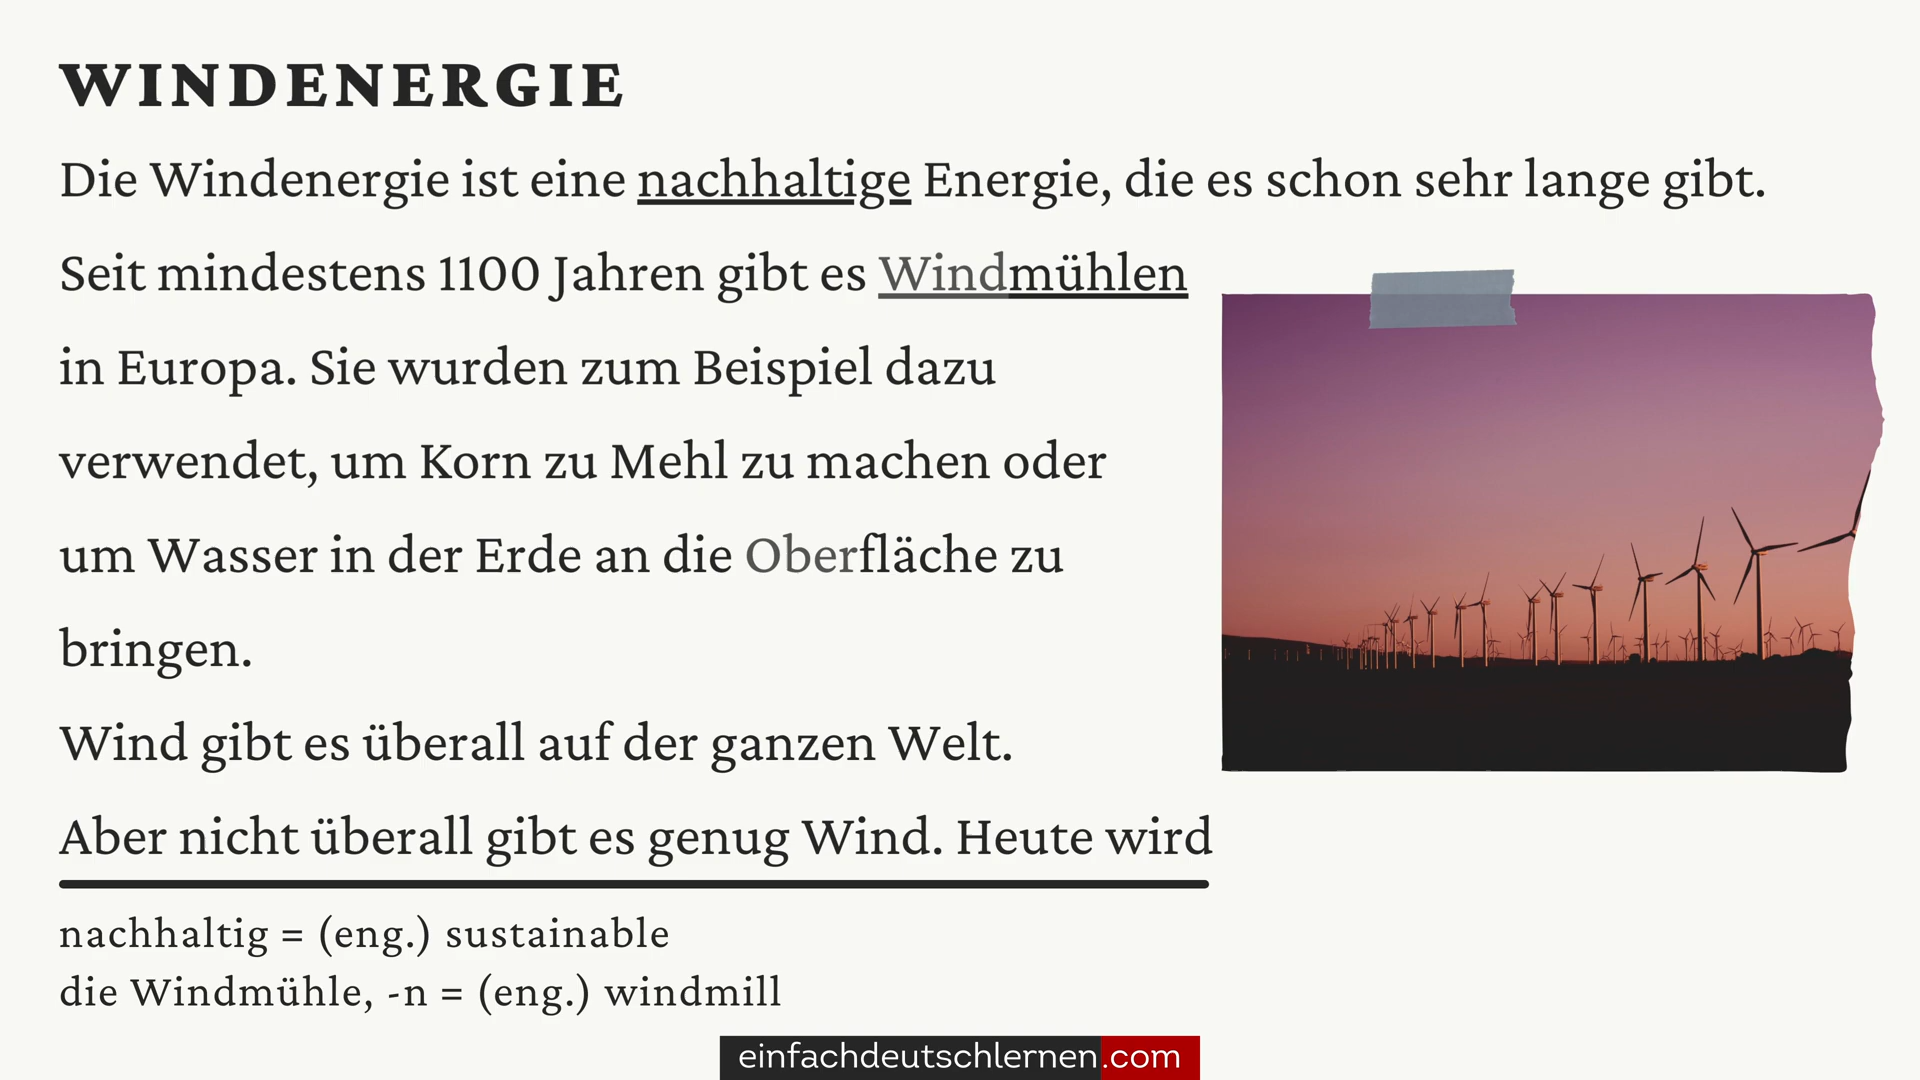 WINDENERGIE
Die Windenergie ist eine nachhaltige Energie, die es schon sehr lange gibt.
Seit mindestens 1100 Jahren gibt es Windmühlen
in Europa. Sie wurden zum Beispiel dazu
verwendet, um Korn zu Mehl zu machen oder
um Wasser in der Erde an die Oberfläche zu
bringen.
Wind gibt es überall auf der ganzen Welt.
Aber nicht überall gibt es genug Wind. Heute wird
nachhaltig = (eng.) sustainable
die Windmühle, -n = (eng.) windmill
einfachdeutschlernen.com